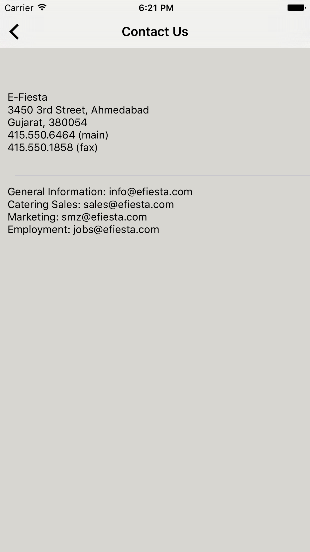 Carrier 6:21 PM
Contact Us
E-Fiesta
3450 3rd Street, Ahmedabad
Gujarat, 380054
415.550.6464 (main)
415.550.1858 (fax)
General Information: info@efiesta.com
Catering Sales: sales@efiesta.com
Marketing: smz@efiesta.com
Employment: jobs@efiesta.com